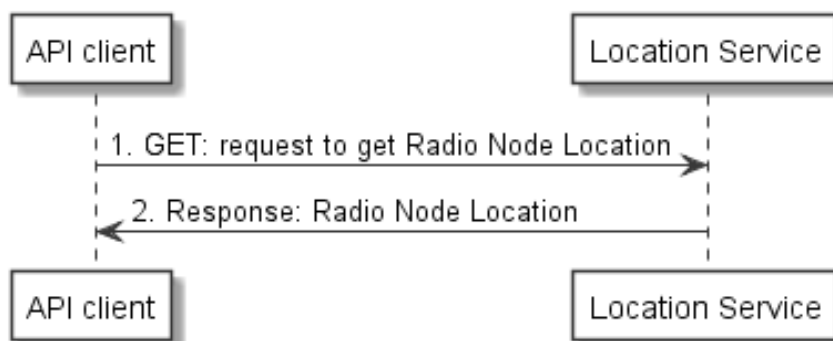 API client
Location Service
1. GET: request to get Radio Node Location
2. Response: Radio Node Location
API client
Location Service